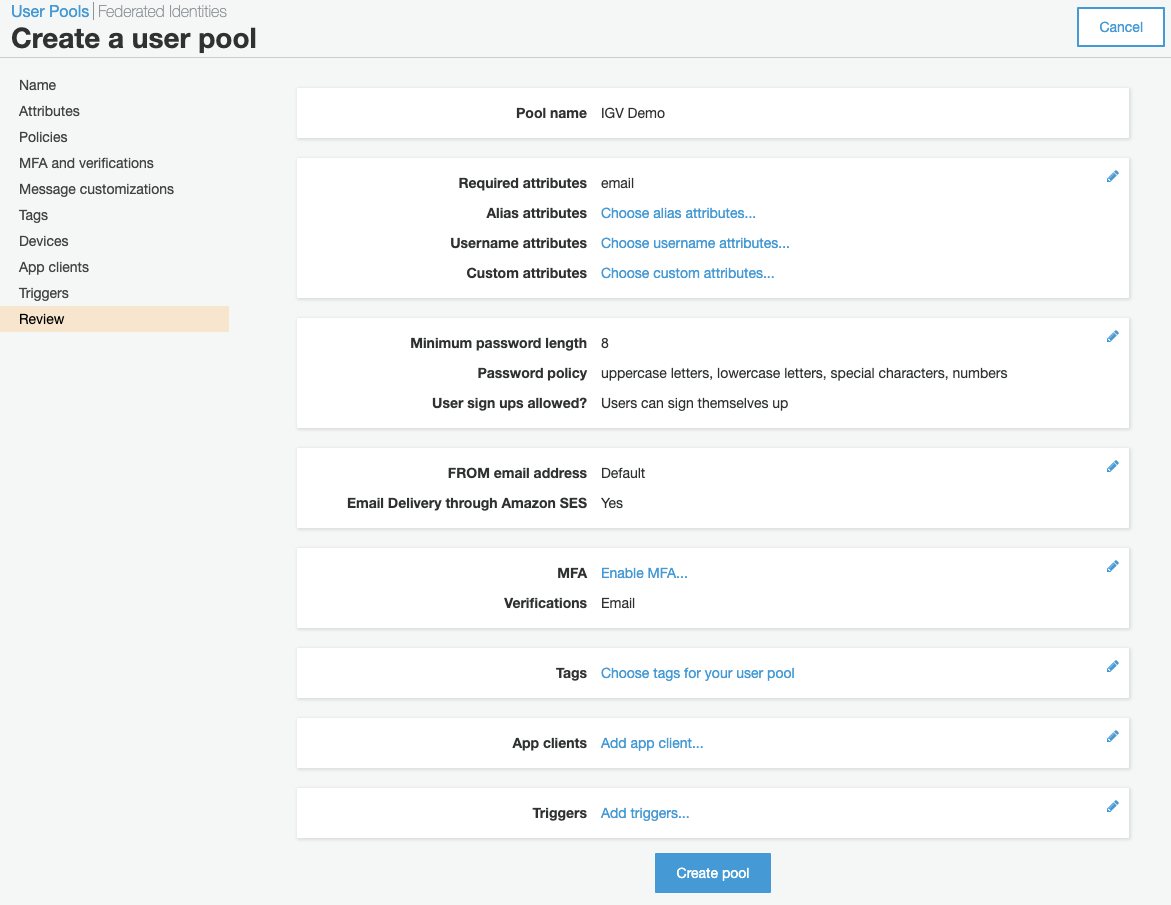 User Pools | Federated Identities
Create a user pool
Cancel
Name
Attributes
Policies
MFA and verifications
Message customizations
Tags
Devices
App clients
Triggers
Review
Pool name IGV Demo
Required attributes email
Alias attributes Choose alias attributes...
Username attributes Choose username attributes...
Custom attributes Choose custom attributes...
Minimum password length 8
Password policy uppercase letters, lowercase letters, special characters, numbers
User sign ups allowed? Users can sign themselves up
FROM email address Default
Email Delivery through Amazon SES Yes
MFA Enable MFA...
Verifications Email
Tags Choose tags for your user pool
App clients Add app client...
Triggers Add triggers...
Create pool